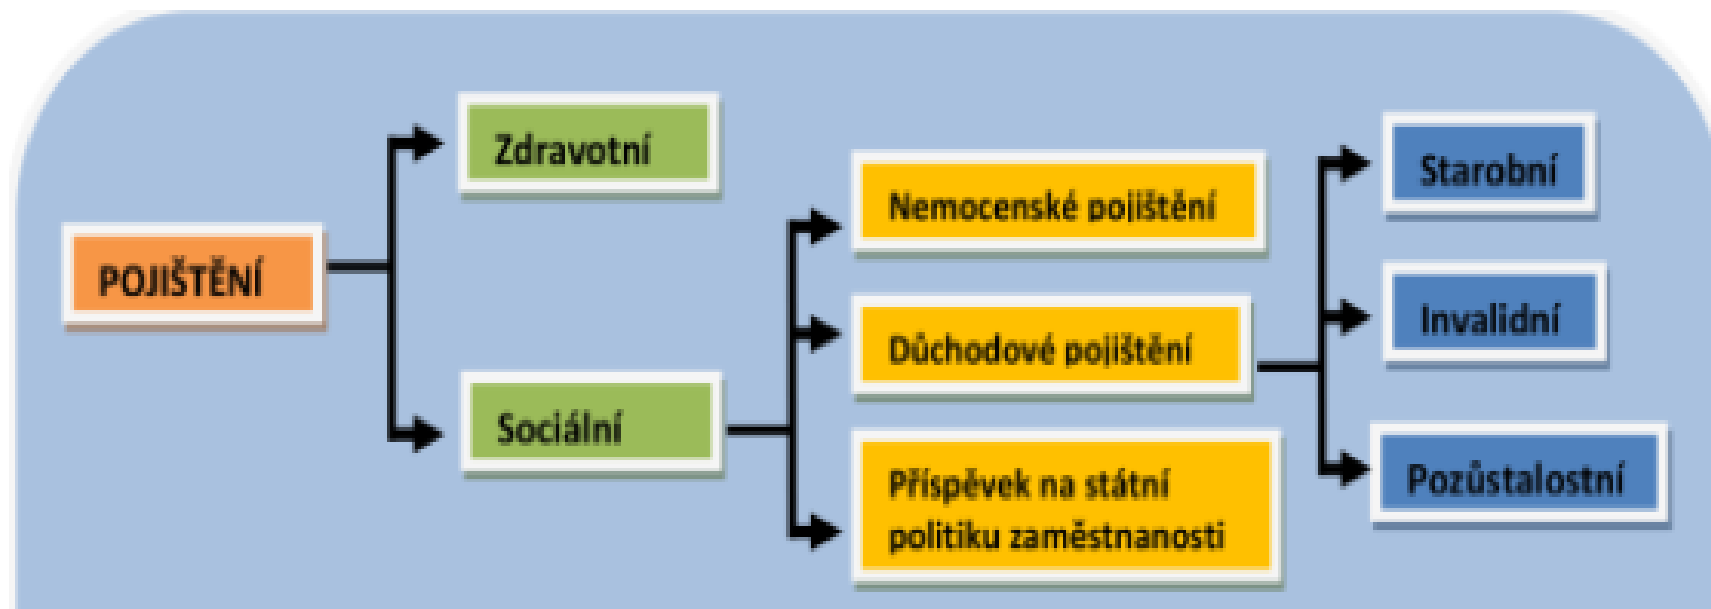 POJIŠTĚNÍ
Zdravotní
Sociální
Nemocenské pojištění
Důchodové pojištění
Příspěvek na státní
politiku zaměstnanosti
Starobní
Invalidní
Pozůstalostní